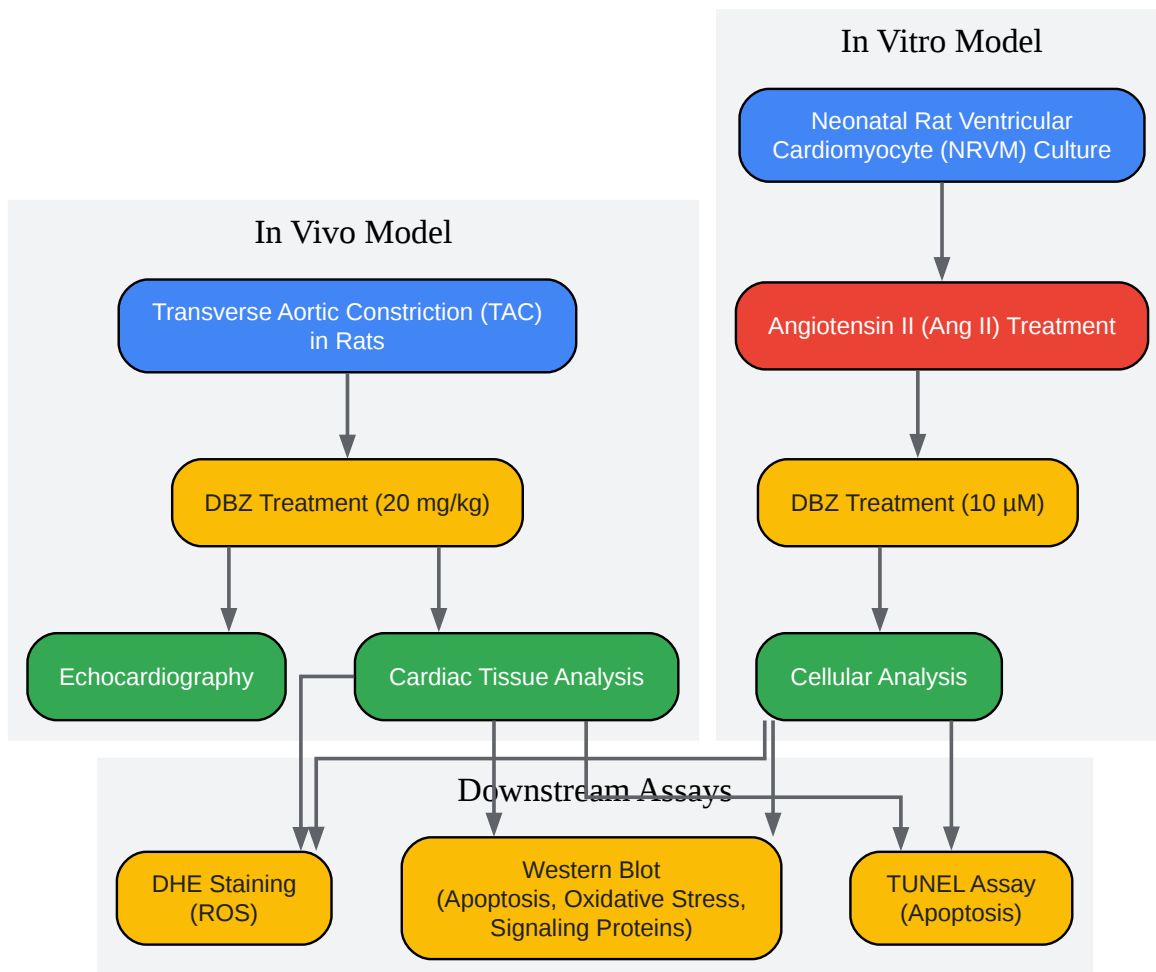 In Vitro Model
Neonatal Rat Ventricular
Cardiomyocyte (NRVM) Culture
Angiotensin II (Ang II) Treatment
DBZ Treatment (10 µM)
Cellular Analysis
In Vivo Model
Transverse Aortic Constriction (TAC)
in Rats
DBZ Treatment (20 mg/kg)
Echocardiography
Cardiac Tissue Analysis
Downstream Assays
DHE Staining
(ROS)
Western Blot
(Apoptosis, Oxidative Stress,
Signaling Proteins)
TUNEL Assay
(Apoptosis)